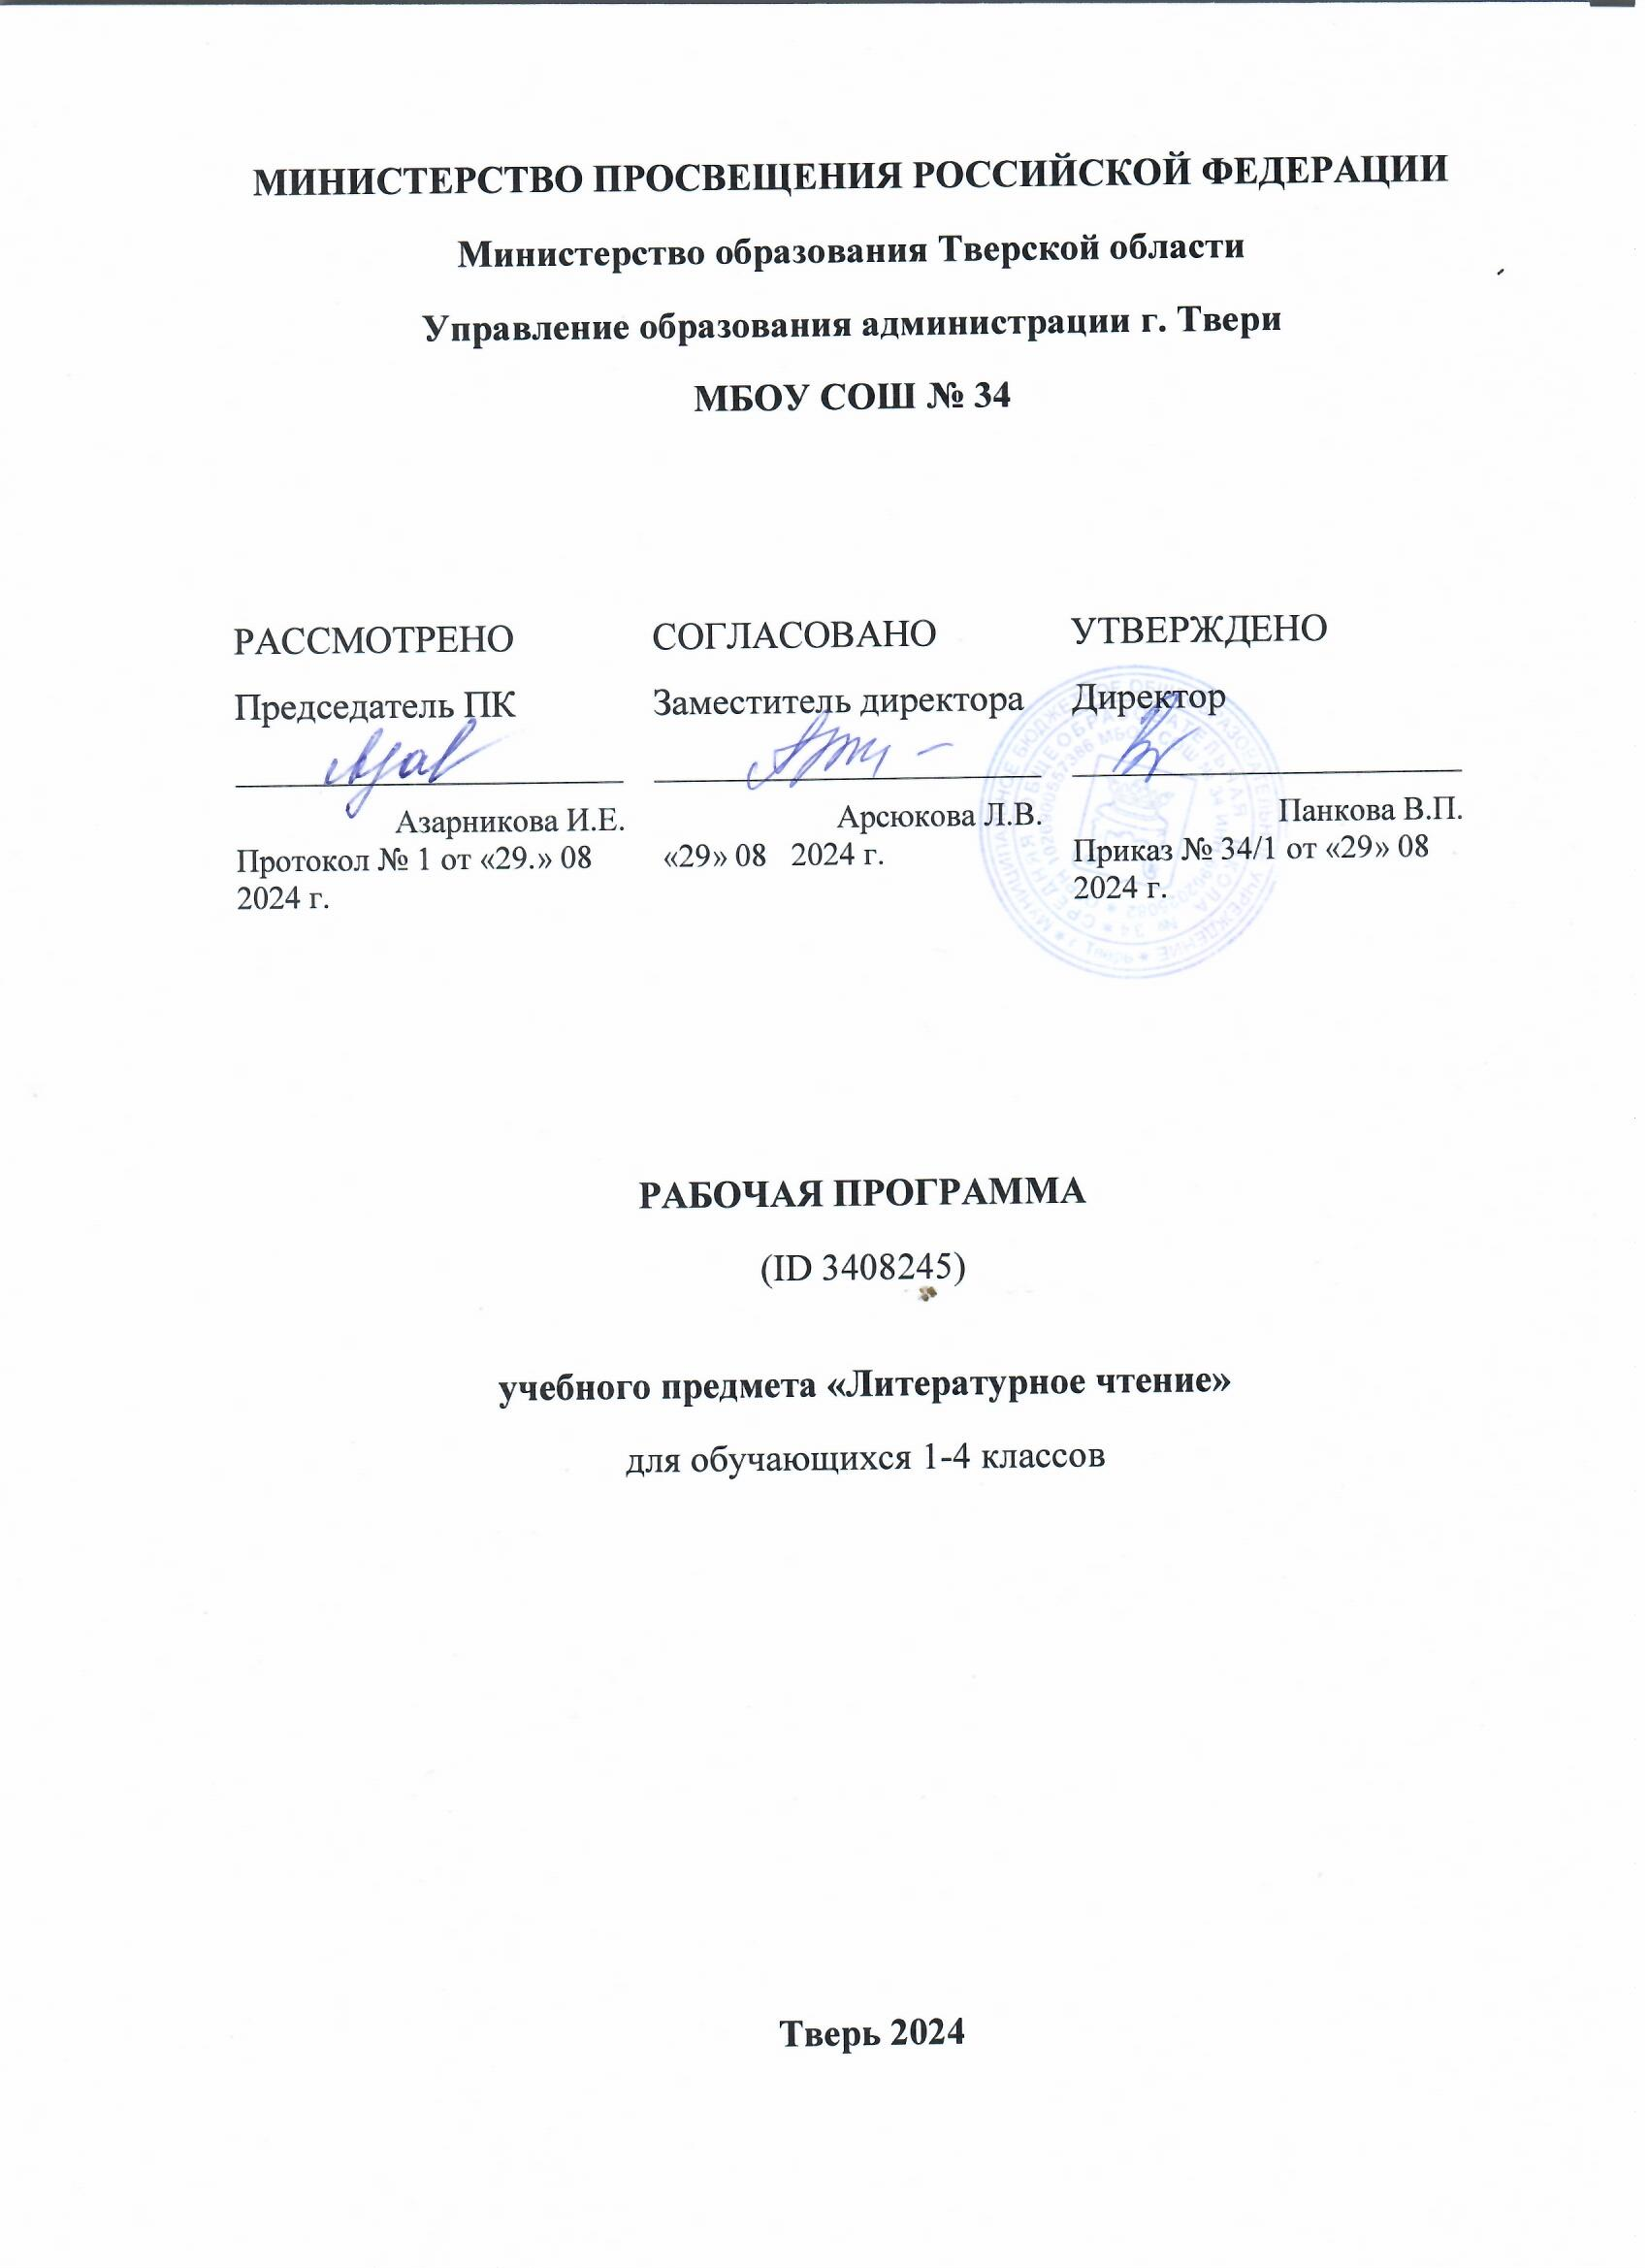 МИНИСТЕРСТВО ПРОСВЕЩЕНИЯ РОССИЙСКОЙ ФЕДЕРАЦИИ
Министерство образования Тверской области
Управление образования администрации г. Твери
МБОУ СОШ № 34
РАССМОТРЕНО
Председатель ПК
Азарникова И.Е.
Протокол № 1 от «29.» 08
2024 г.
СОГЛАСОВАНО
Заместитель директора
Арсюкова Л.В.
«29» 08 2024 г.
УТВЕРЖДЕНО
Директор
Панкова В.П.
Приказ № 34/1 от «29» 08
2024 г.
РАБОЧАЯ ПРОГРАММА
(ID 3408245)
учебного предмета «Литературное чтение»
для обучающихся 1-4 классов
Тверь 2024